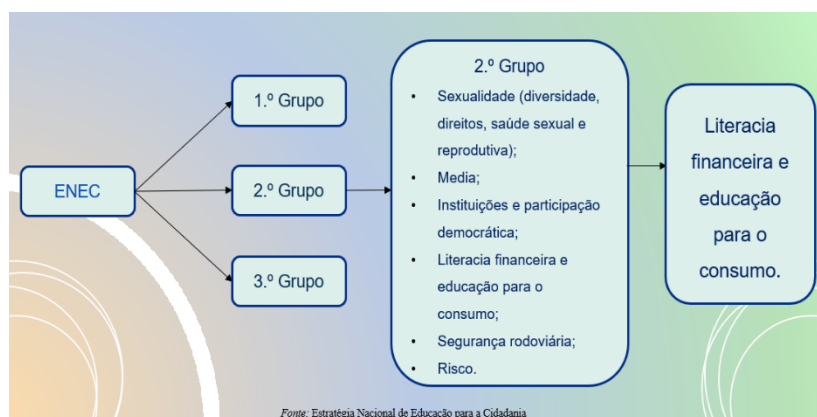 ENEC
1.º Grupo
2.º Grupo
3.º Grupo
2.º Grupo
• Sexualidade (diversidade,
direitos, saúde sexual e
reprodutiva);
• Media;
• Instituições e participação
democrática;
• Literacia financeira e
educação para o
consumo;
• Segurança rodoviária;
• Risco.
Literacia
financeira e
educação
para o
consumo.
Fonte: Estratégia Nacional de Educação para a Cidadania